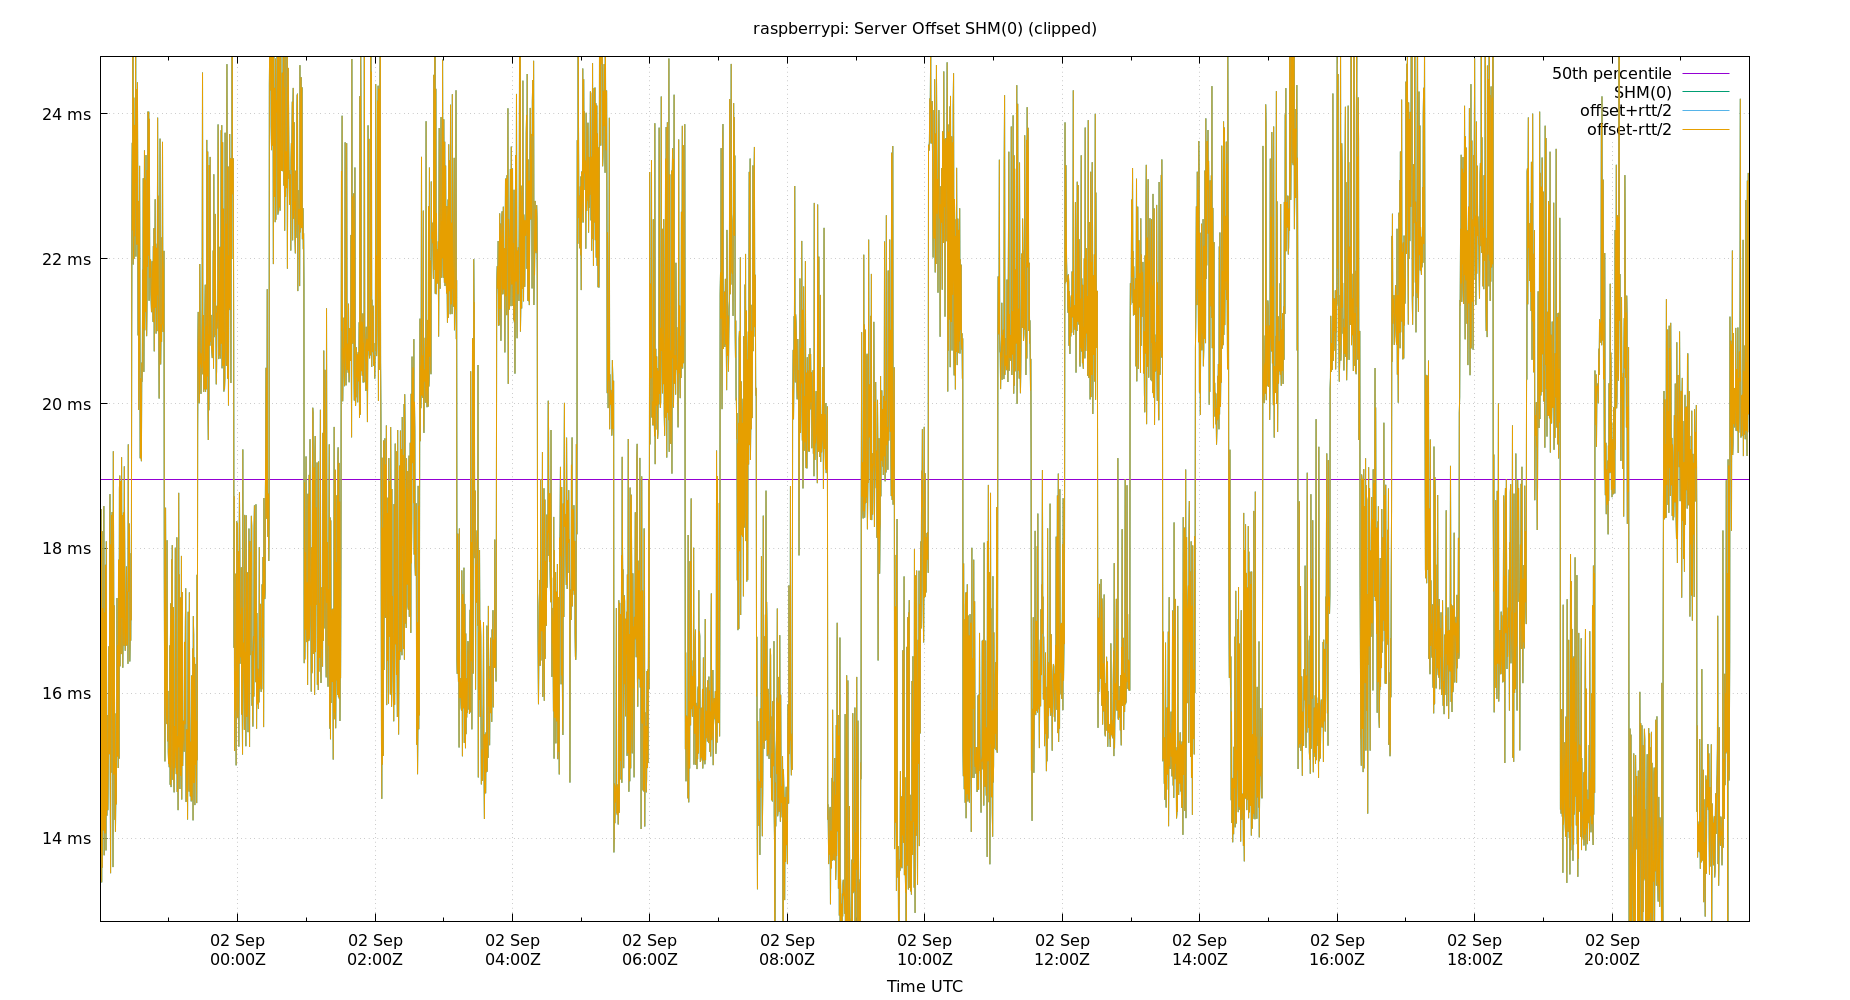 raspberrypi: Server Offset SHM(0) (clipped)
50th percentile
SHM(0)
offset+rtt/2
offset-rtt/2
24 ms
22 ms
20 ms
18 ms
16 ms
14 ms
02 Sep 02 Sep 02 Sep 02 Sep 02 Sep 02 Sep 02 Sep 02 Sep 02 Sep 02 Sep 02 Sep
00:00Z 02:00Z 04:00Z 06:00Z 08:00Z 10:00Z 12:00Z 14:00Z 16:00Z 18:00Z 20:00Z
Time UTC